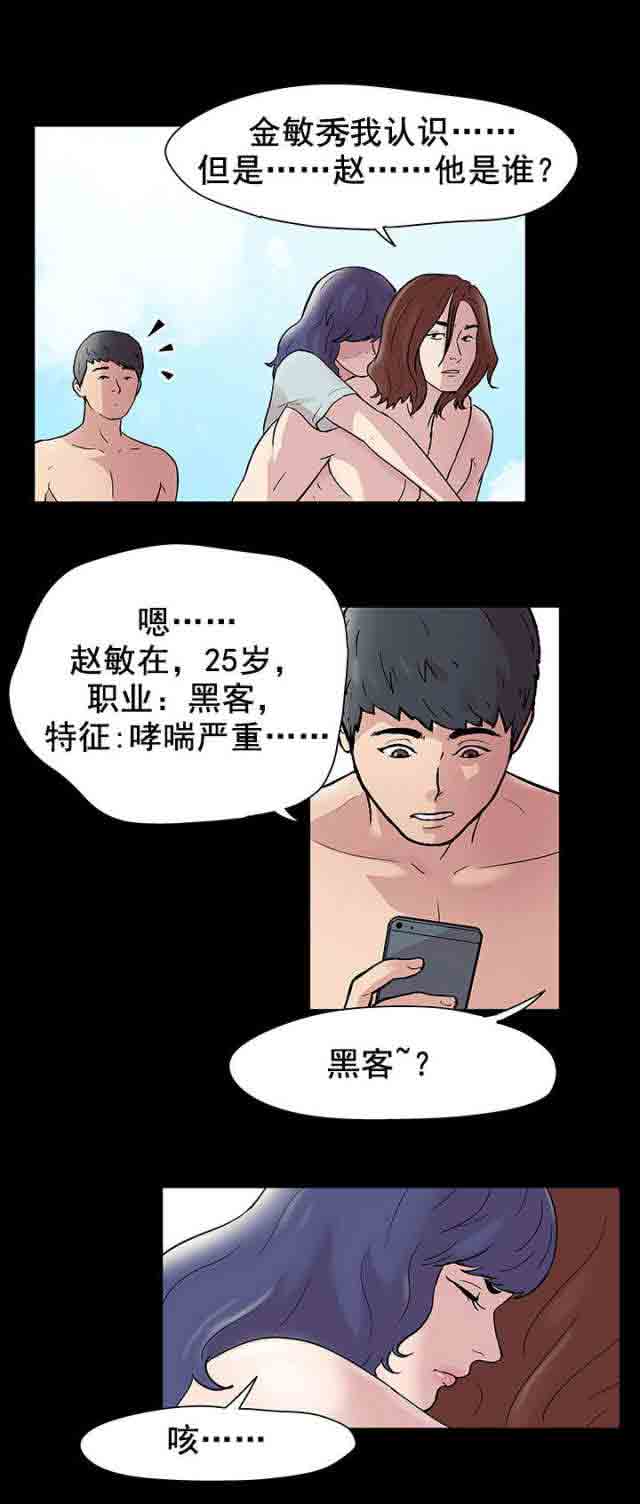 金敏秀我认识……
但是……赵……他是谁?
嗯……
赵敏在，25岁，
职业：黑客，
特征:哮喘严重……
黑客~?
咳……